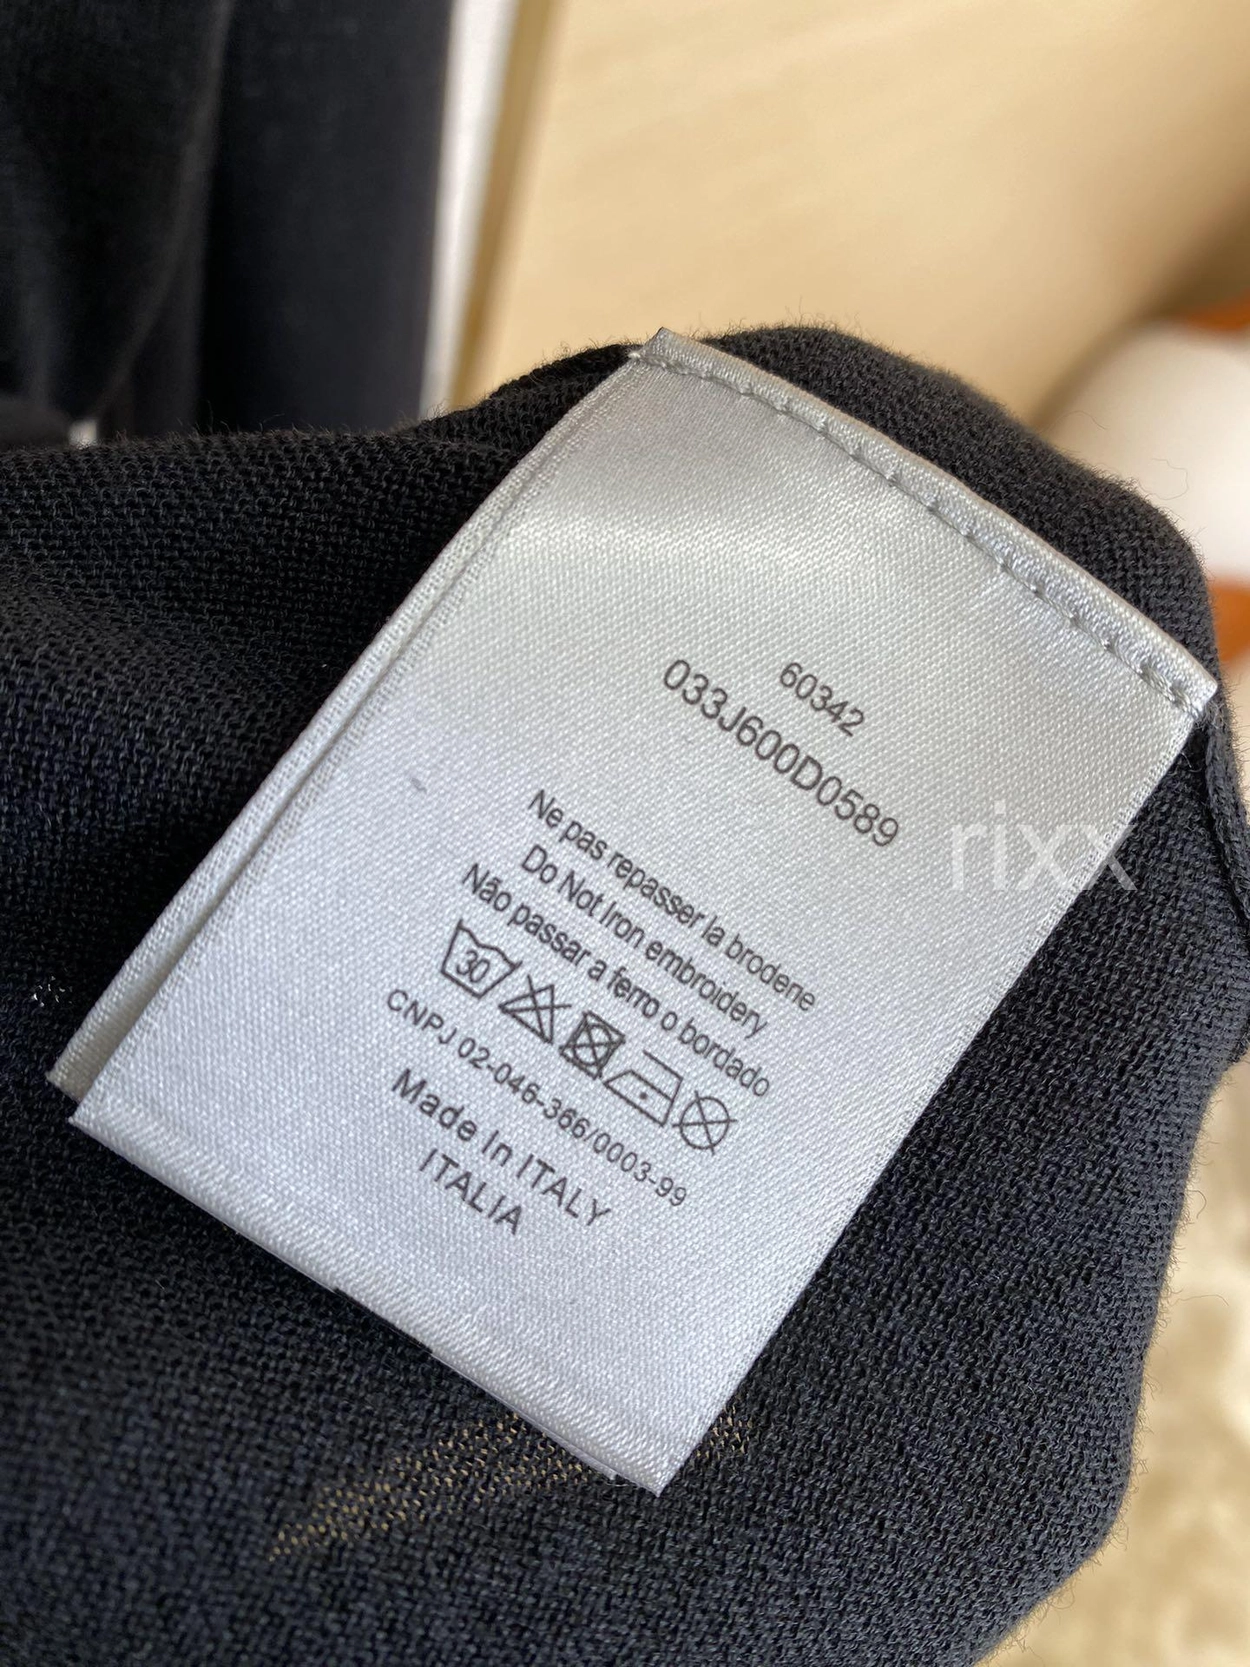 60342
033J600D0589
Ne pas repasser la brodene
Do Not Iron embroidery
Não passar a ferro o bordado
30
CNPJ 02-046-366/0003-99
Made in ITALY
ITALIA
rixx